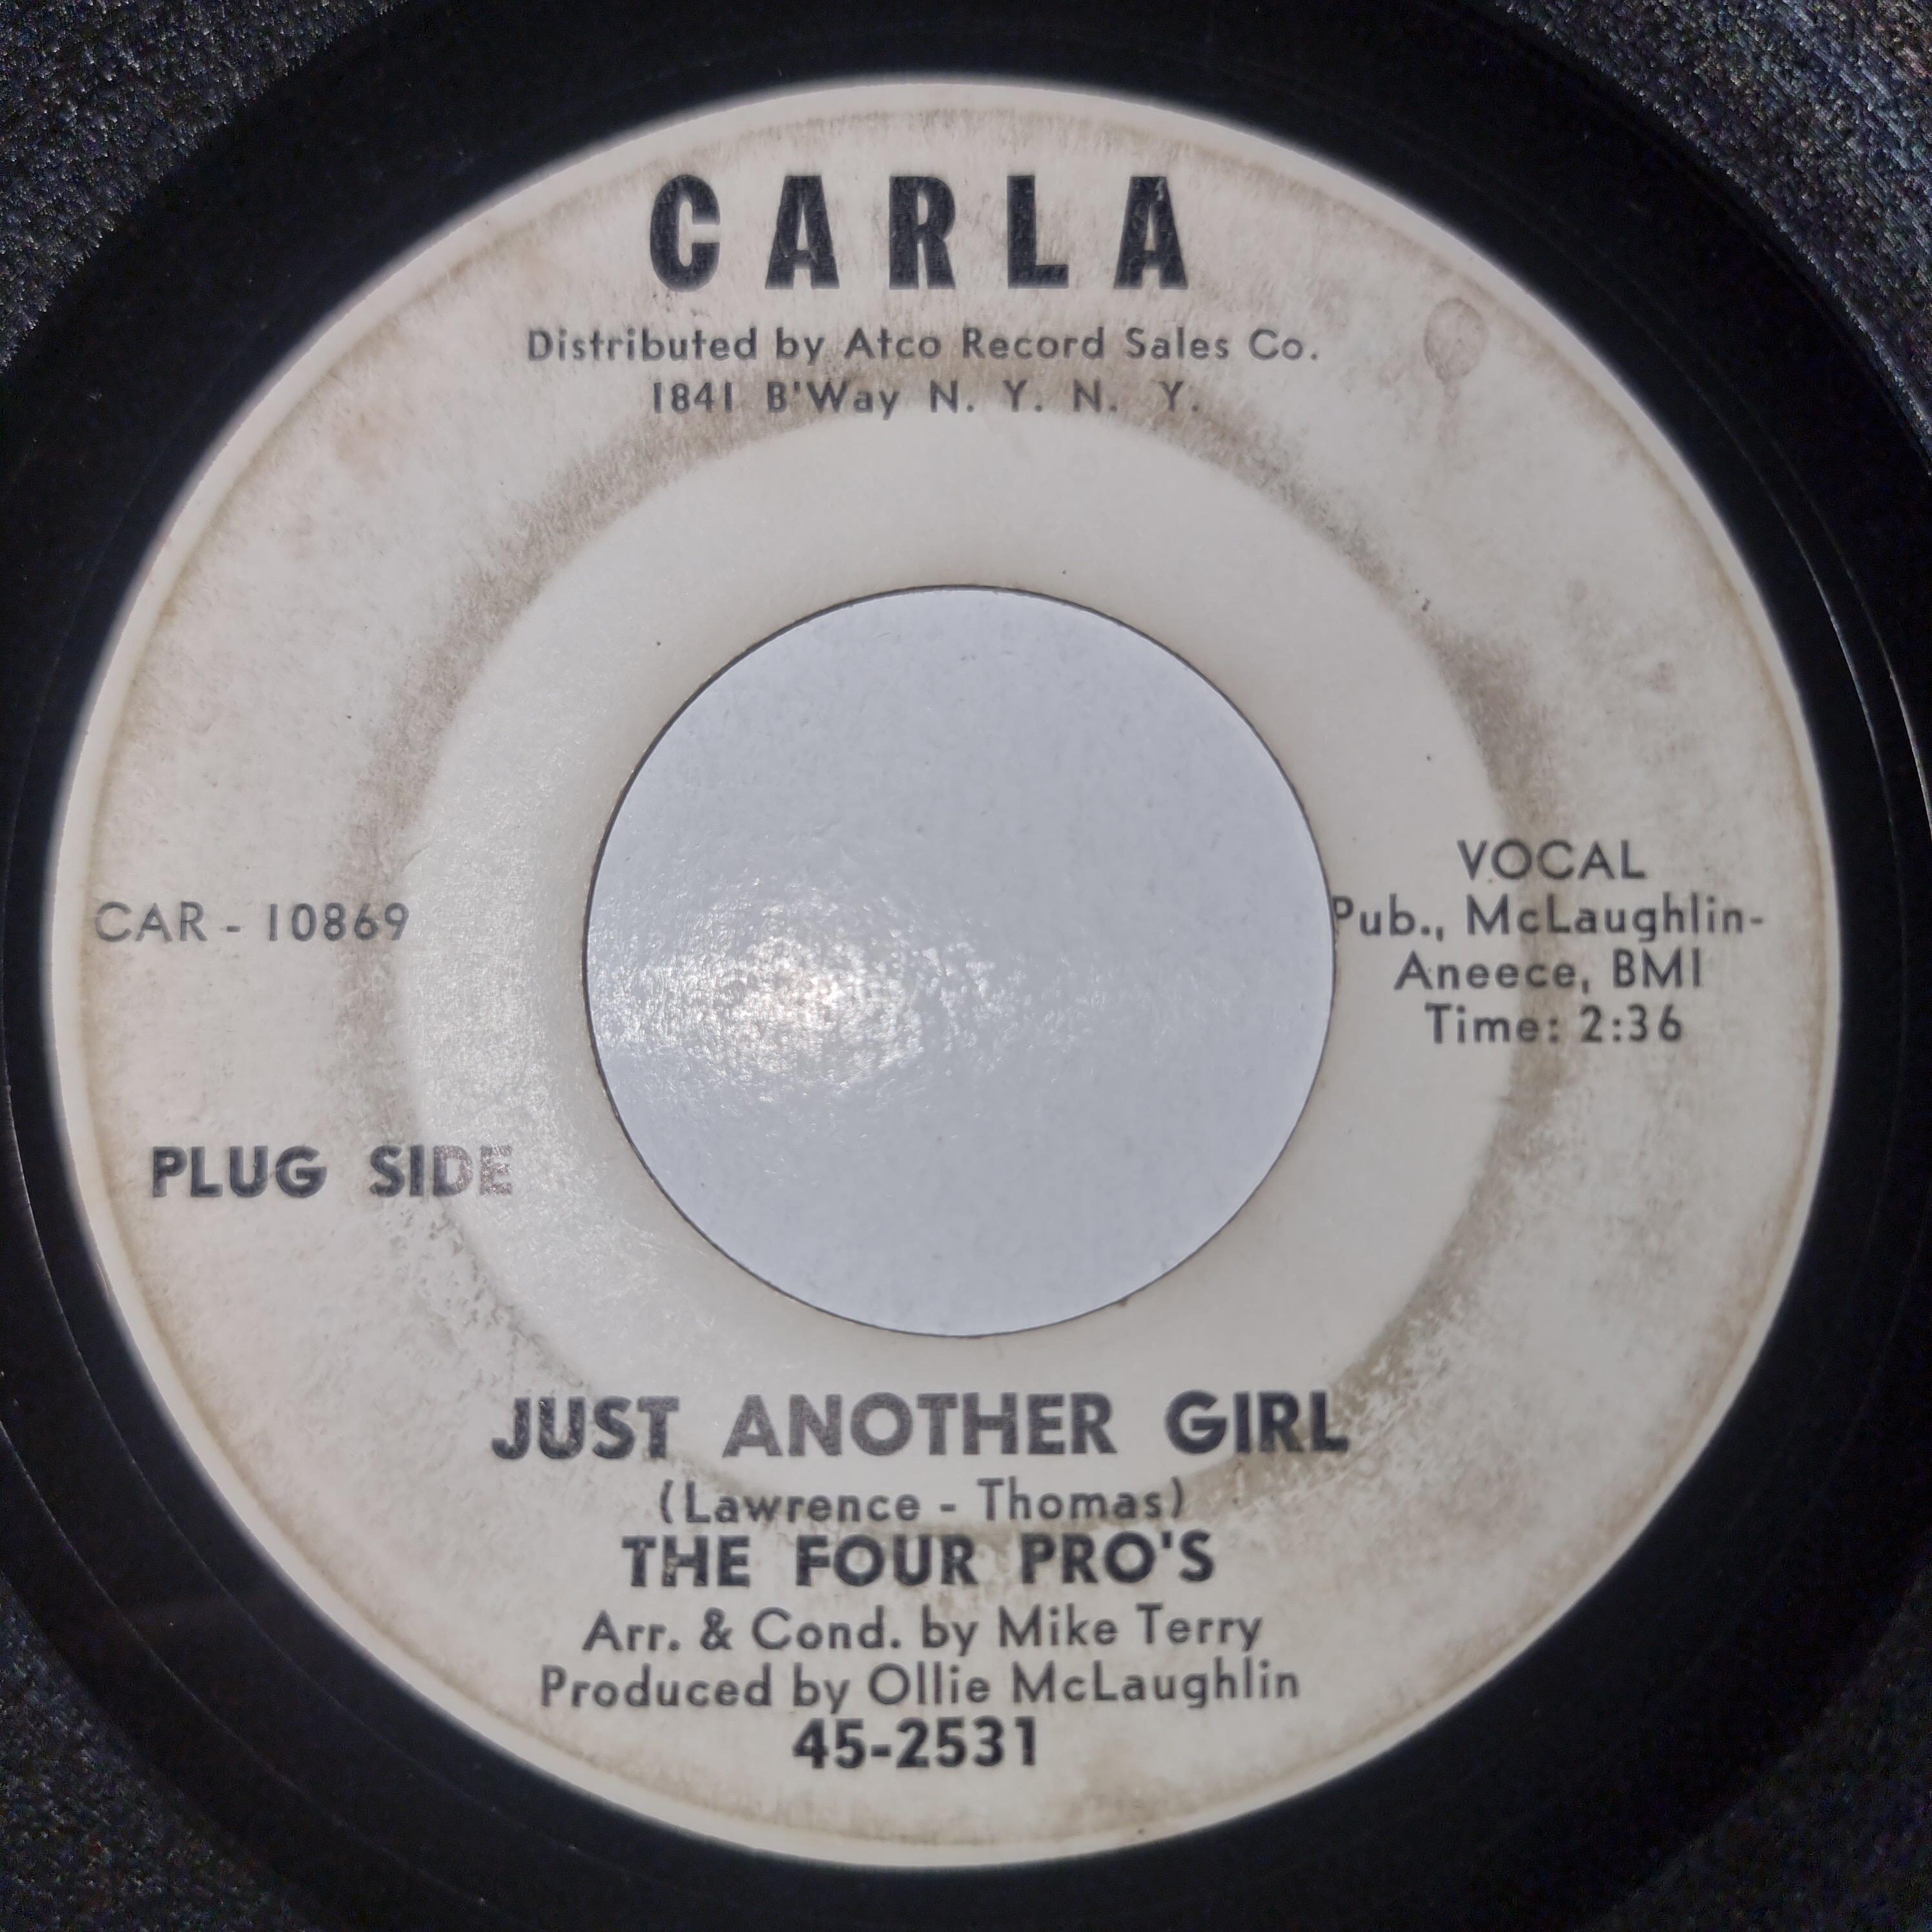 CARLA
Distributed by Atco Record Sales Co.
1841 B'Way N. Y. N. Y.
CAR - 10869
PLUG SIDE
VOCAL
Pub., McLaughlin-
Aneece, BMI
Time: 2:36
JUST ANOTHER GIRL
(Lawrence - Thomas)
THE FOUR PRO'S
Arr. & Cond. by Mike Terry
Produced by Ollie McLaughlin
45-2531